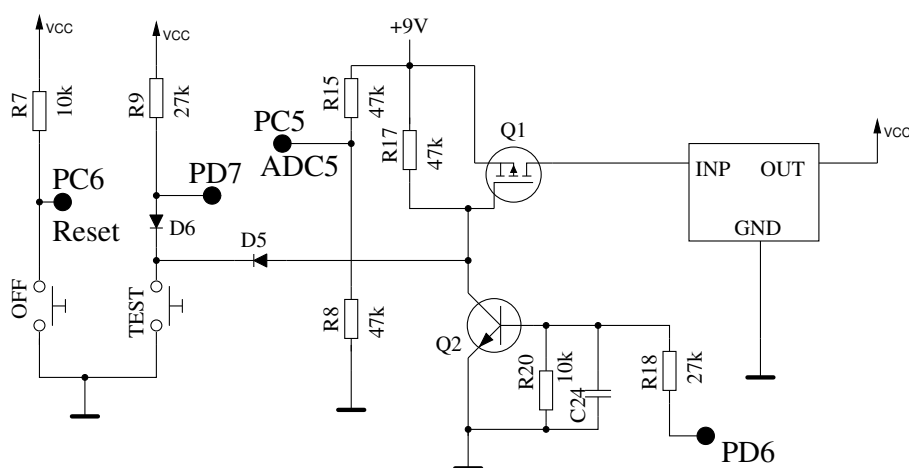 VCC
VCC
+9V
R7
10k
R9
27k
R15
47k
PC5
ADC5
R17
47k
Q1
VCC
INP
OUT
GND
PC6
Reset
PD7
D6
D5
OFF
TEST
R8
47k
Q2
R20
10k
C24
R18
27k
PD6